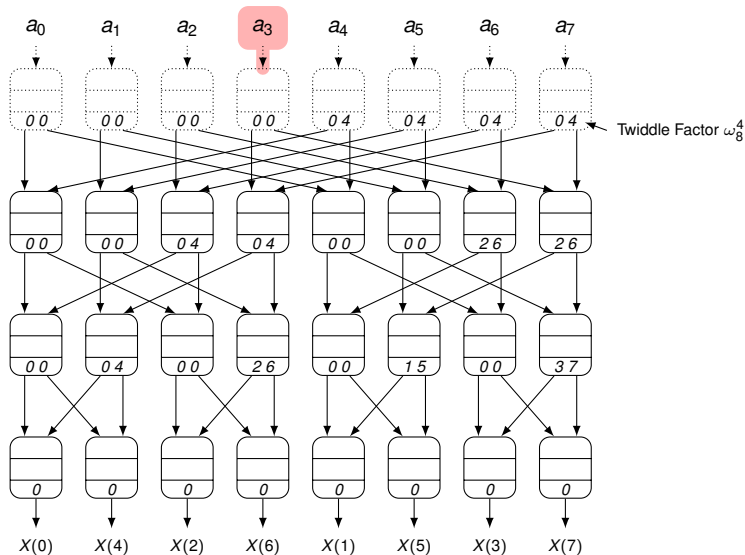 a0 a1 a2 a3 a4 a5 a6 a7
0 0 0 0 0 0 0 0 0 4 0 4 0 4 0 4 Twiddle Factor ω_8^4
0 0 0 0 0 4 0 4 0 0 0 0 2 6 2 6
0 0 0 4 0 0 2 6 0 0 1 5 0 0 3 7
0 0 0 0 0 0 0 0
X(0) X(4) X(2) X(6) X(1) X(5) X(3) X(7)